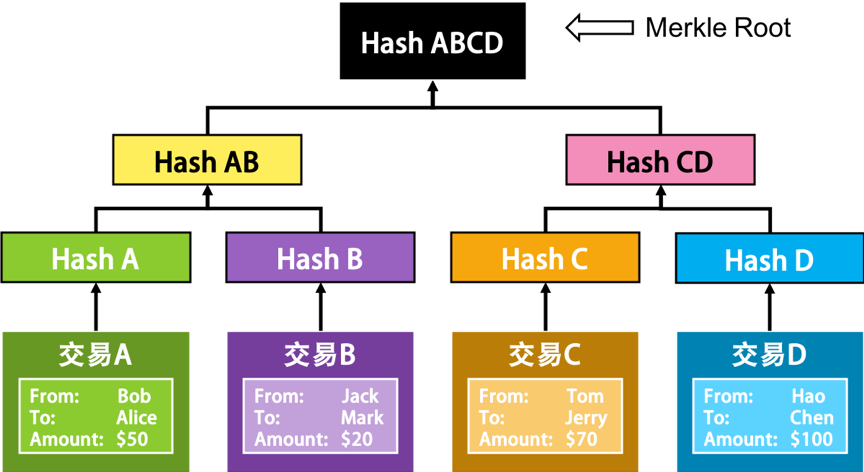 Hash ABCD
Merkle Root
Hash AB
Hash CD
Hash A
Hash B
Hash C
Hash D
交易A
From: Bob
To: Alice
Amount: $50
交易B
From: Jack
To: Mark
Amount: $20
交易C
From: Tom
To: Jerry
Amount: $70
交易D
From: Hao
To: Chen
Amount: $100